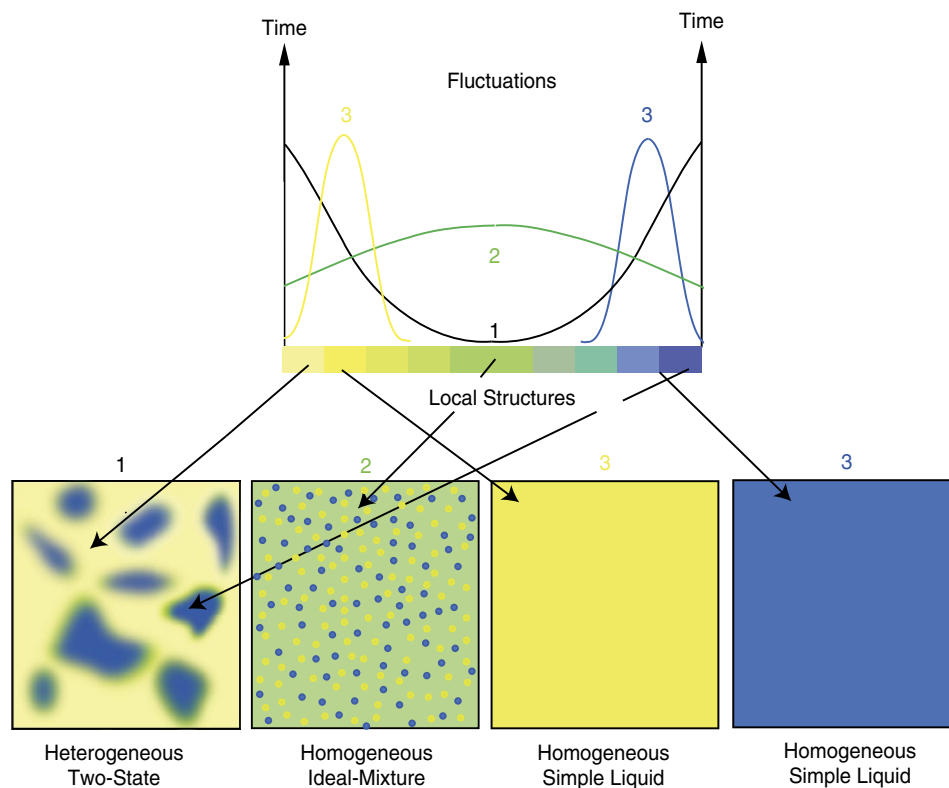 Time
Time
Fluctuations
3
3
2
1
Local Structures
1
2
3
3
Heterogeneous
Two-State
Homogeneous
Ideal-Mixture
Homogeneous
Simple Liquid
Homogeneous
Simple Liquid